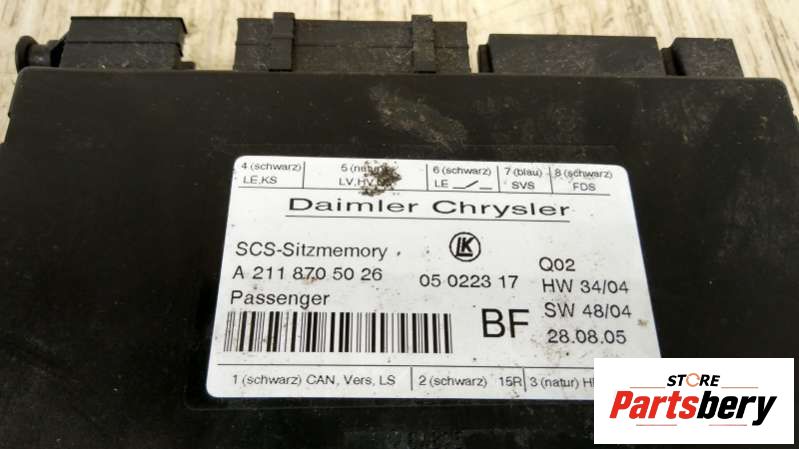 4 (schwarz) 5 (natur) 6 (schwarz) 7 (blau) 8 (schwarz)
LE,KS LV,HV, LE SVS FDS
Daimler Chrysler
SCS-Sitzmemory LK Q02
A 211 870 50 26 05 0223 17 HW 34/04
Passenger BF SW 48/04
28.08.05
1 (schwarz) CAN, Vers, LS 2 (schwarz) 15R 3 (natur)
STORE
Partsbery